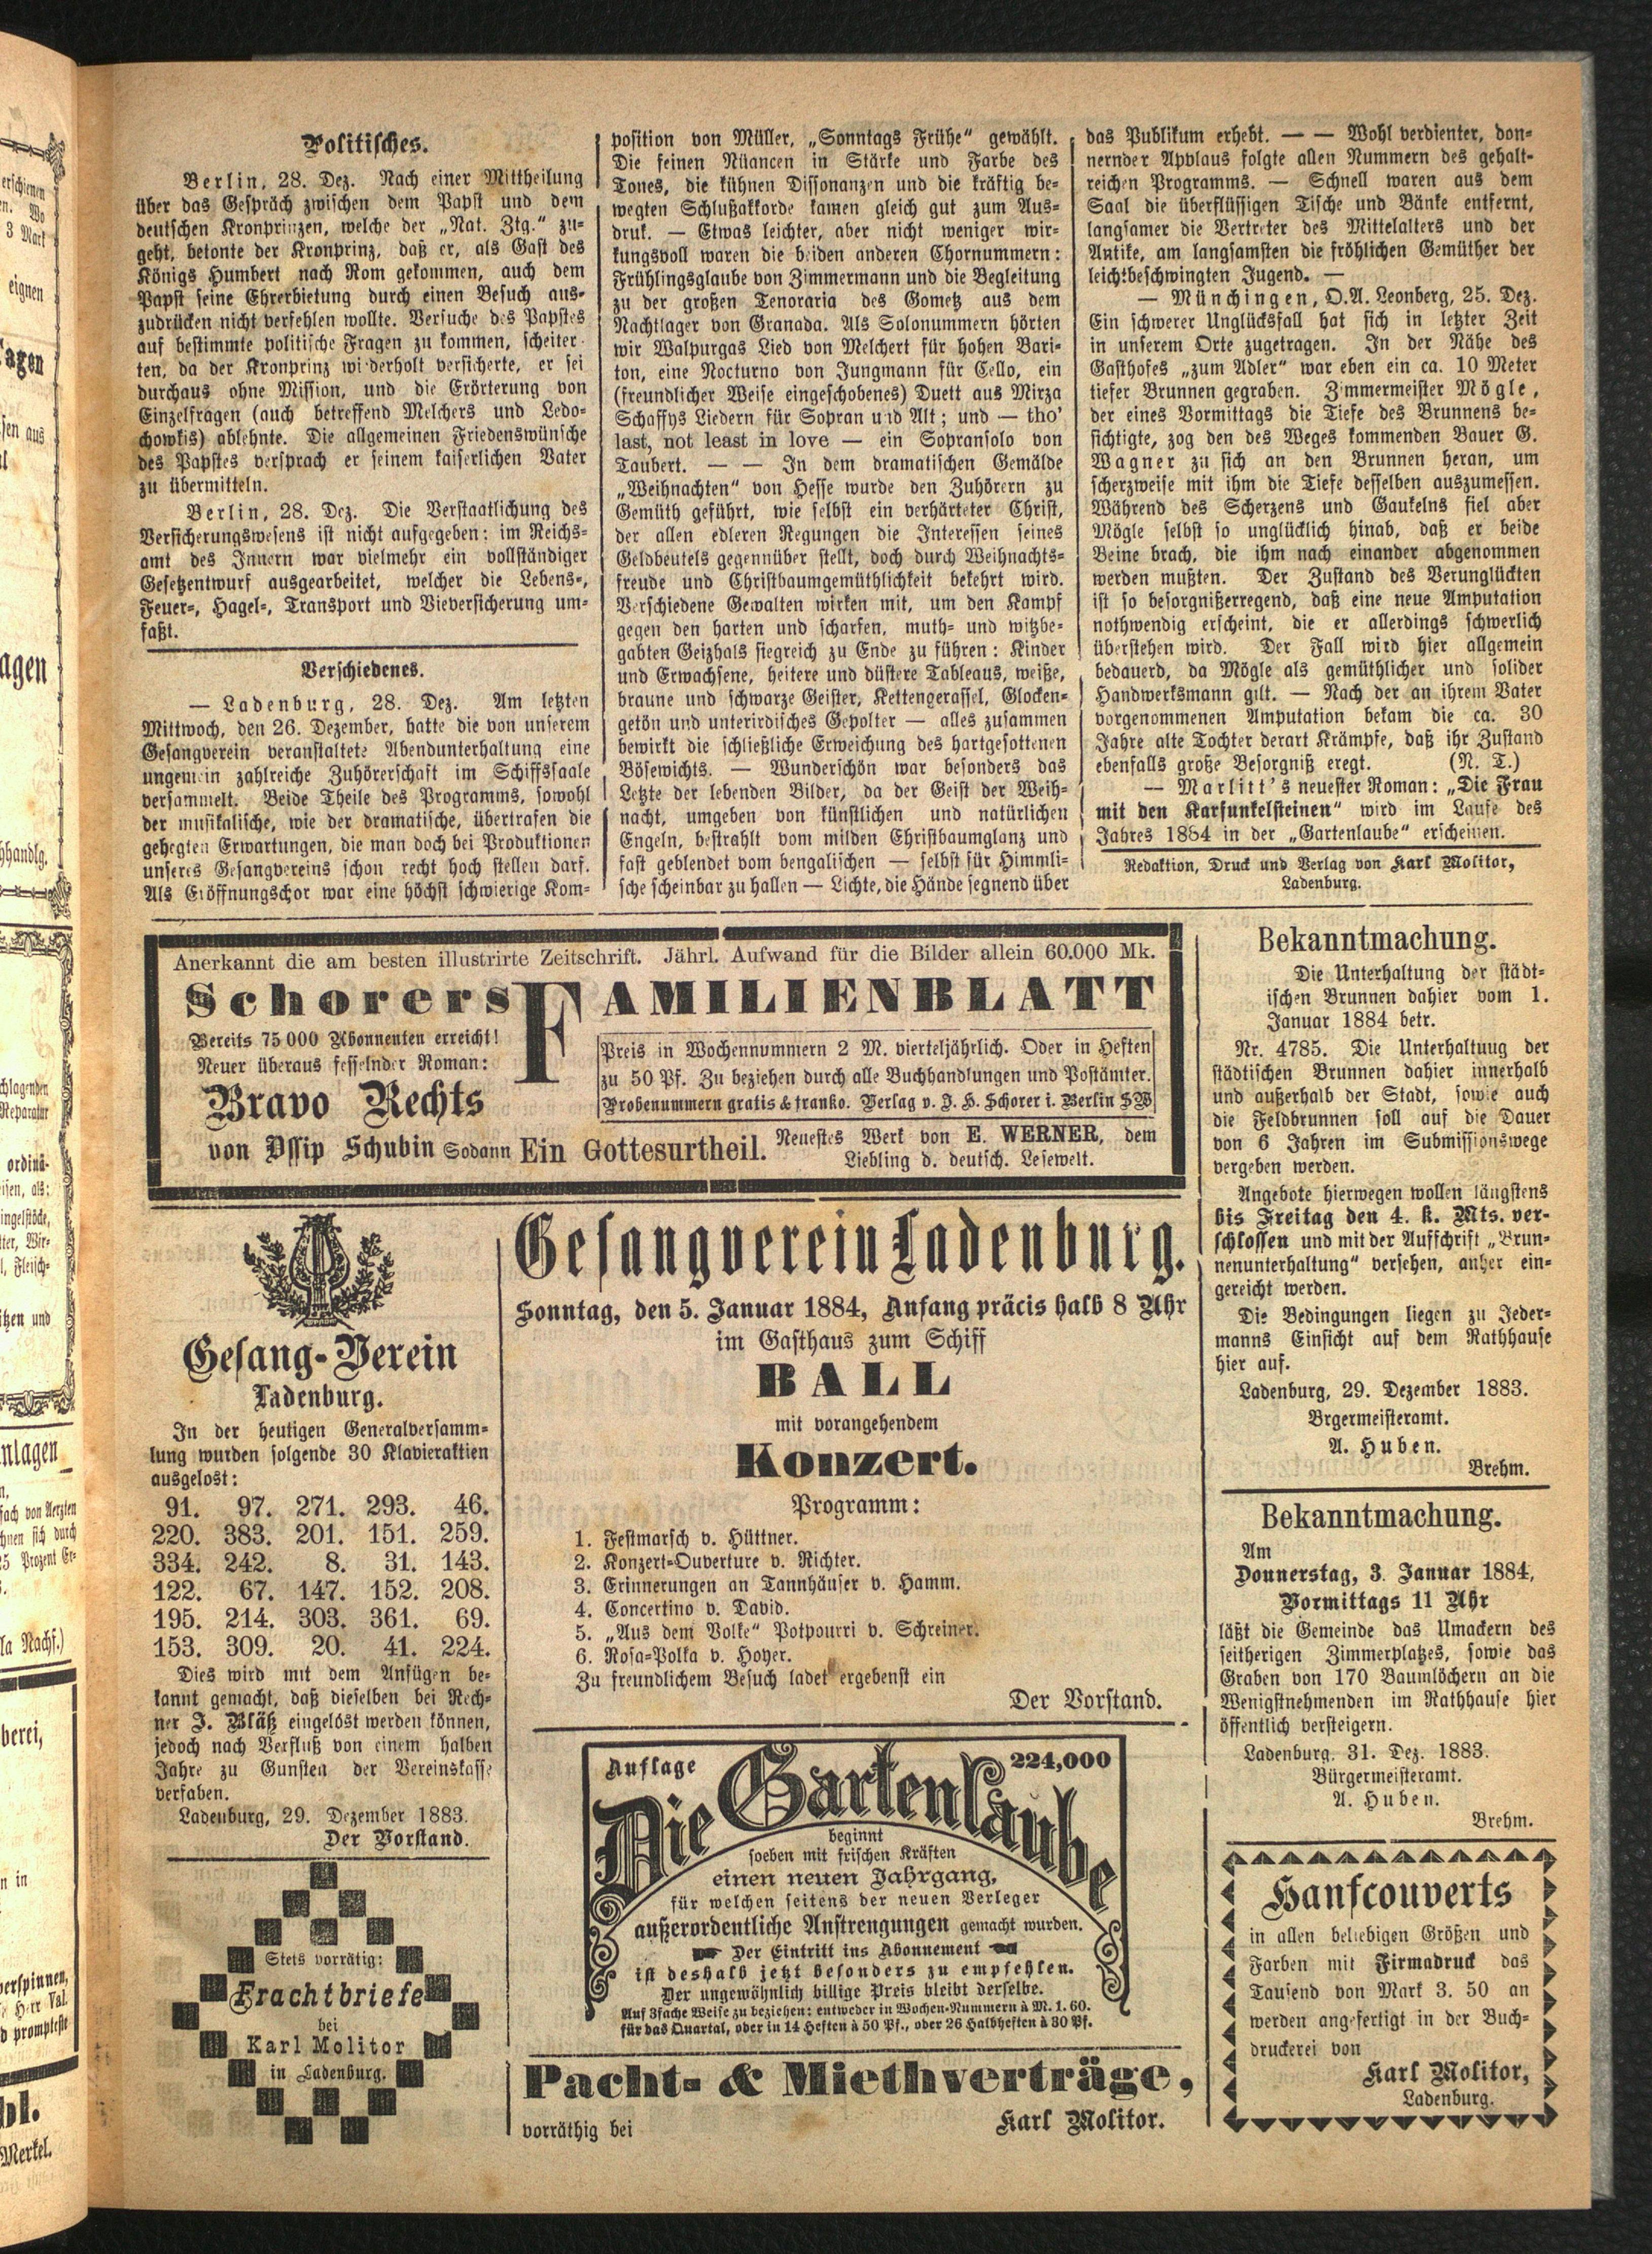 Politisches.
Berlin, 28. Dez. Nach einer Mittheilung
über das Gespräch zwischen dem Papst und dem
deutschen Kronprinzen, welche der „Nat. Ztg.“ zu-
geht, betonte der Kronprinz, daß er, als Gast des
Königs Humbert nach Rom gekommen, auch dem
Papst seine Ehrerbietung durch einen Besuch aus-
zudrücken nicht verfehlen wollte. Versuche des Papstes
auf bestimmte politische Fragen zu kommen, scheiter-
ten, da der Kronprinz wiederholt versicherte, er sei
durchaus ohne Mission, und die Erörterung von
Einzelfragen (auch betreffend Melchers und Ledo-
chowkis) ablehnte. Die allgemeinen Friedenswünsche
des Papstes versprach er seinem kaiserlichen Vater
zu übermitteln.
Berlin, 28. Dez. Die Verstaatlichung des
Versicherungswesens ist nicht aufgegeben: im Reichs-
amt des Innern war vielmehr ein vollständiger
Gesetzentwurf ausgearbeitet, welcher die Lebens-,
Feuer-, Hagel-, Transport und Vieversicherung um-
faßt.
Verschiedenes.
— Ladenburg, 28. Dez. Am letzten
Mittwoch, den 26. Dezember, hatte die von unserem
Gesangverein veranstaltete Abendunterhaltung eine
ungemein zahlreiche Zuhörerschaft im Schiffssaale
versammelt. Beide Theile des Programms, sowohl
der musikalische, wie der dramatische, übertrafen die
gehegten Erwartungen, die man doch bei Produktionen
unseres Gesangvereins schon recht hoch stellen darf.
Als Eröffnungschor war eine höchst schwierige Kom-
position von Müller, „Sonntags Frühe“ gewählt.
Die feinen Nüancen in Stärke und Farbe des
Tones, die kühnen Dissonanzen und die kräftig be-
wegten Schlußakkorde kamen gleich gut zum Aus-
druk. — Etwas leichter, aber nicht weniger wir-
kungsvoll waren die beiden anderen Chornummern:
Frühlingsglaube von Zimmermann und die Begleitung
zu der großen Tenoraria des Gometz aus dem
Nachtlager von Granada. Als Solonummern hörten
wir Walpurgas Lied von Melchert für hohen Bari-
ton, eine Nocturno von Jungmann für Cello, ein
(freundlicher Weise eingeschobenes) Duett aus Mirza
Schaffys Liedern für Sopran und Alt; und — tho'
last, not least in love — ein Sopransolo von
Taubert. — — In dem dramatischen Gemälde
„Weihnachten“ von Hesse wurde den Zuhörern zu
Gemüth geführt, wie selbst ein verhärteter Christ,
der allen edleren Regungen die Interessen seines
Geldbeutels gegennüber stellt, doch durch Weihnachts-
freude und Christbaumgemüthlichkeit bekehrt wird.
Verschiedene Gewalten wirken mit, um den Kampf
gegen den harten und scharfen, muth- und witzbe-
gabten Geizhals siegreich zu Ende zu führen: Kinder
und Erwachsene, heitere und düstere Tableaus, weiße,
braune und schwarze Geister, Kettengerassel, Glocken-
getön und unterirdisches Gepolter — alles zusammen
bewirkt die schließliche Erweichung des hartgesottenen
Bösewichts. — Wunderschön war besonders das
Letzte der lebenden Bilder, da der Geist der Weih-
nacht, umgeben von künstlichen und natürlichen
Engeln, bestrahlt vom milden Christbaumglanz und
fast geblendet vom bengalischen — selbst für Himmli-
sche scheinbar zu hallen — Lichte, die Hände segnend über
das Publikum erhebt. — — Wohl verdienter, don-
nernder Applaus folgte allen Nummern des gehalt-
reichen Programms. — Schnell waren aus dem
Saal die überflüssigen Tische und Bänke entfernt,
langsamer die Vertreter des Mittelalters und der
Antike, am langsamsten die fröhlichen Gemüther der
leichtbeschwingten Jugend. —
— Münchingen, O.A. Leonberg, 25. Dez.
Ein schwerer Unglücksfall hat sich in letzter Zeit
in unserem Orte zugetragen. In der Nähe des
Gasthofes „zum Adler“ war eben ein ca. 10 Meter
tiefer Brunnen gegraben. Zimmermeister Mögle,
der eines Vormittags die Tiefe des Brunnens be-
sichtigte, zog den des Weges kommenden Bauer G.
Wagner zu sich an den Brunnen heran, um
scherzweise mit ihm die Tiefe desselben auszumessen.
Während des Scherzens und Gaukelns fiel aber
Mögle selbst so unglücklich hinab, daß er beide
Beine brach, die ihm nach einander abgenommen
werden mußten. Der Zustand des Verunglückten
ist so besorgnißerregend, daß eine neue Amputation
nothwendig erscheint, die er allerdings schwerlich
überstehen wird. Der Fall wird hier allgemein
bedauerd, da Mögle als gemüthlicher und solider
Handwerksmann gilt. — Nach der an ihrem Vater
vorgenommenen Amputation bekam die ca. 30
Jahre alte Tochter derart Krämpfe, daß ihr Zustand
ebenfalls große Besorgniß eregt. (N. T.)
— Marlitt's neuester Roman: „Die Frau
mit den Karfunkelsteinen“ wird im Laufe des
Jahres 1884 in der „Gartenlaube“ erscheinen.
Redaktion, Druck und Verlag von Karl Molitor,
Ladenburg.
Anerkannt die am besten illustrirte Zeitschrift. Jährl. Aufwand für die Bilder allein 60.000 Mk.
Schorers FAMILIENBLATT
Bereits 75000 Abonnenten erreicht!
Neuer überaus fesselnder Roman:
Bravo Rechts
von Ossip Schubin Sodann Ein Gottesurtheil.
Preis in Wochennummern 2 M. vierteljährlich. Oder in Heften
zu 50 Pf. Zu beziehen durch alle Buchhandlungen und Postämter.
Probenummern gratis & franko. Verlag v. J. H. Schorer i. Berlin SW
Neuestes Werk von E. WERNER, dem
Liebling d. deutsch. Lesewelt.
Gesang-Verein
Ladenburg.
In der heutigen Generalversamm-
lung wurden folgende 30 Klavieraktien
ausgelost:
91. 97. 271. 293. 46.
220. 383. 201. 151. 259.
334. 242. 8. 31. 143.
122. 67. 147. 152. 208.
195. 214. 303. 361. 69.
153. 309. 20. 41. 224.
Dies wird mit dem Anfügen be-
kannt gemacht, daß dieselben bei Rech-
ner J. Bläß eingelöst werden können,
jedoch nach Verfluß von einem halben
Jahre zu Gunsten der Vereinskasse
verfaben.
Ladenburg, 29. Dezember 1883.
Der Vorstand.
Stets vorrätig:
Frachtbriefe
bei
Karl Molitor
in Ladenburg.
Gesangverein Ladenburg.
Sonntag, den 5. Januar 1884, Anfang präcis halb 8 Uhr
im Gasthaus zum Schiff
BALL
mit vorangehendem
Konzert.
Programm:
1. Festmarsch v. Hüttner.
2. Konzert-Ouverture v. Richter.
3. Erinnerungen an Tannhäuser v. Hamm.
4. Concertino v. David.
5. „Aus dem Volke“ Potpourri v. Schreiner.
6. Rosa-Polka v. Hoyer.
Zu freundlichem Besuch ladet ergebenst ein
Der Vorstand.
Auflage 224,000
Die Gartenlaube
beginnt
soeben mit frischen Kräften
einen neuen Jahrgang,
für welchen seitens der neuen Verleger
außerordentliche Anstrengungen gemacht wurden.
Der Eintritt ins Abonnement
ist deshalb jetzt besonders zu empfehlen.
Der ungewöhnlich billige Preis bleibt derselbe.
Auf 3fache Weise zu beziehen: entweder in Wochen-Nummern à M. 1. 60.
für das Quartal, oder in 14 Heften à 50 Pf., oder 26 Halbheften à 30 Pf.
Pacht- & Miethverträge,
vorräthig bei Karl Molitor.
Bekanntmachung.
Die Unterhaltung der städt-
ischen Brunnen dahier vom 1.
Januar 1884 betr.
Nr. 4785. Die Unterhaltung der
städtischen Brunnen dahier innerhalb
und außerhalb der Stadt, sowie auch
die Feldbrunnen soll auf die Dauer
von 6 Jahren im Submissionswege
vergeben werden.
Angebote hierwegen wollen längstens
bis Freitag den 4. k. Mts. ver-
schlossen und mit der Aufschrift „Brun-
nenunterhaltung“ versehen, anher ein-
gereicht werden.
Die Bedingungen liegen zu Jeder-
manns Einsicht auf dem Rathhause
hier auf.
Ladenburg, 29. Dezember 1883.
Brgermeisteramt.
A. Huben.
Brehm.
Bekanntmachung.
Am
Donnerstag, 3. Januar 1884,
Vormittags 11 Uhr
läßt die Gemeinde das Umackern des
seitherigen Zimmerplatzes, sowie das
Graben von 170 Baumlöchern an die
Wenigstnehmenden im Rathhause hier
öffentlich versteigern.
Ladenburg. 31. Dez. 1883.
Bürgermeisteramt.
A. Huben.
Brehm.
Hanfcouverts
in allen beliebigen Größen und
Farben mit Firmadruck das
Tausend von Mark 3. 50 an
werden angefertigt in der Buch-
druckerei von
Karl Molitor,
Ladenburg.